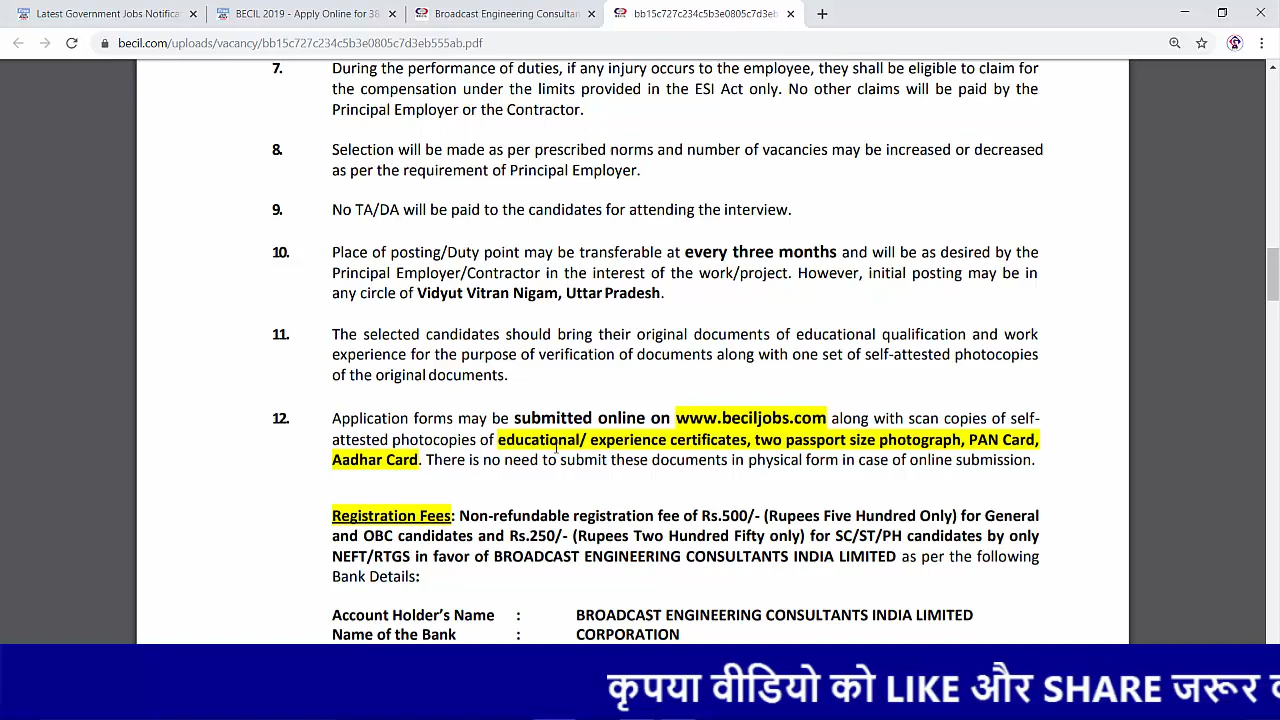 Latest Government Jobs Notifica
BECIL 2019 - Apply Online for 38
Broadcast Engineering Consultan
bb15c727c234c5b3e0805c7d3eb
becil.com/uploads/vacancy/bb15c727c234c5b3e0805c7d3eb555ab.pdf
7. During the performance of duties, if any injury occurs to the employee, they shall be eligible to claim for
the compensation under the limits provided in the ESI Act only. No other claims will be paid by the
Principal Employer or the Contractor.
8. Selection will be made as per prescribed norms and number of vacancies may be increased or decreased
as per the requirement of Principal Employer.
9. No TA/DA will be paid to the candidates for attending the interview.
10. Place of posting/Duty point may be transferable at every three months and will be as desired by the
Principal Employer/Contractor in the interest of the work/project. However, initial posting may be in
any circle of Vidyut Vitran Nigam, Uttar Pradesh.
11. The selected candidates should bring their original documents of educational qualification and work
experience for the purpose of verification of documents along with one set of self-attested photocopies
of the original documents.
12. Application forms may be submitted online on www.beciljobs.com along with scan copies of self-
attested photocopies of educational/ experience certificates, two passport size photograph, PAN Card,
Aadhar Card. There is no need to submit these documents in physical form in case of online submission.
Registration Fees: Non-refundable registration fee of Rs.500/- (Rupees Five Hundred Only) for General
and OBC candidates and Rs.250/- (Rupees Two Hundred Fifty only) for SC/ST/PH candidates by only
NEFT/RTGS in favor of BROADCAST ENGINEERING CONSULTANTS INDIA LIMITED as per the following
Bank Details:
Account Holder's Name : BROADCAST ENGINEERING CONSULTANTS INDIA LIMITED
Name of the Bank : CORPORATION
कृपया वीडियो को LIKE और SHARE जरूर